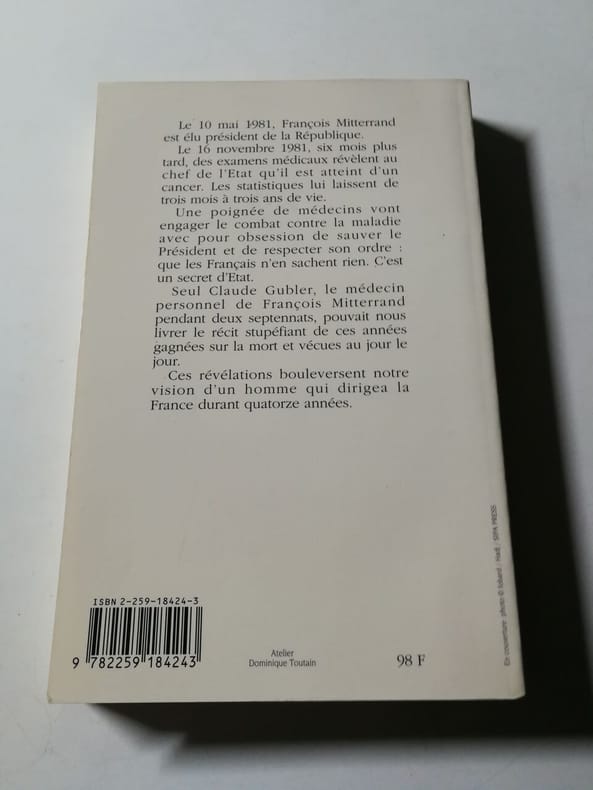 Le 10 mai 1981, François Mitterrand
est élu président de la République.
Le 16 novembre 1981, six mois plus
tard, des examens médicaux révèlent au
chef de l'Etat qu'il est atteint d'un
cancer. Les statistiques lui laissent de
trois mois à trois ans de vie.
Une poignée de médecins vont
engager le combat contre la maladie
avec pour obsession de sauver le
Président et de respecter son ordre :
que les Français n'en sachent rien. C'est
un secret d'Etat.
Seul Claude Gubler, le médecin
personnel de François Mitterrand
pendant deux septennats, pouvait nous
livrer le récit stupéfiant de ces années
gagnées sur la mort et vécues au jour le
jour.
Ces révélations bouleversent notre
vision d'un homme qui dirigea la
France durant quatorze années.
ISBN 2-259-18424-3
9 782259 184243
Atelier
Dominique Toutain
98 F
En couverture photo © / Hadj / SIPA PRESS